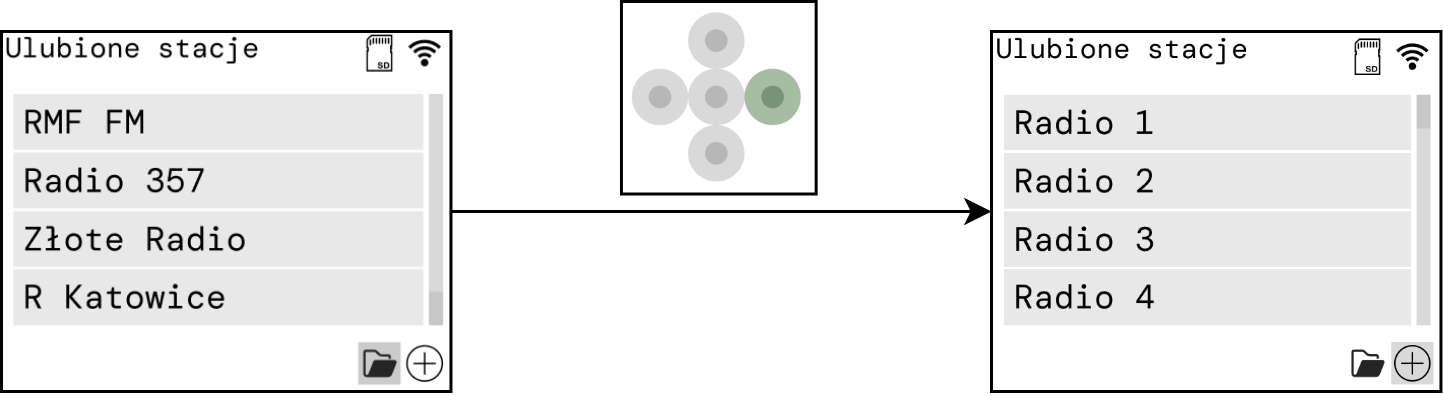 Ulubione stacje
SD
RMF FM
Radio 357
Złote Radio
R Katowice
Ulubione stacje
SD
Radio 1
Radio 2
Radio 3
Radio 4